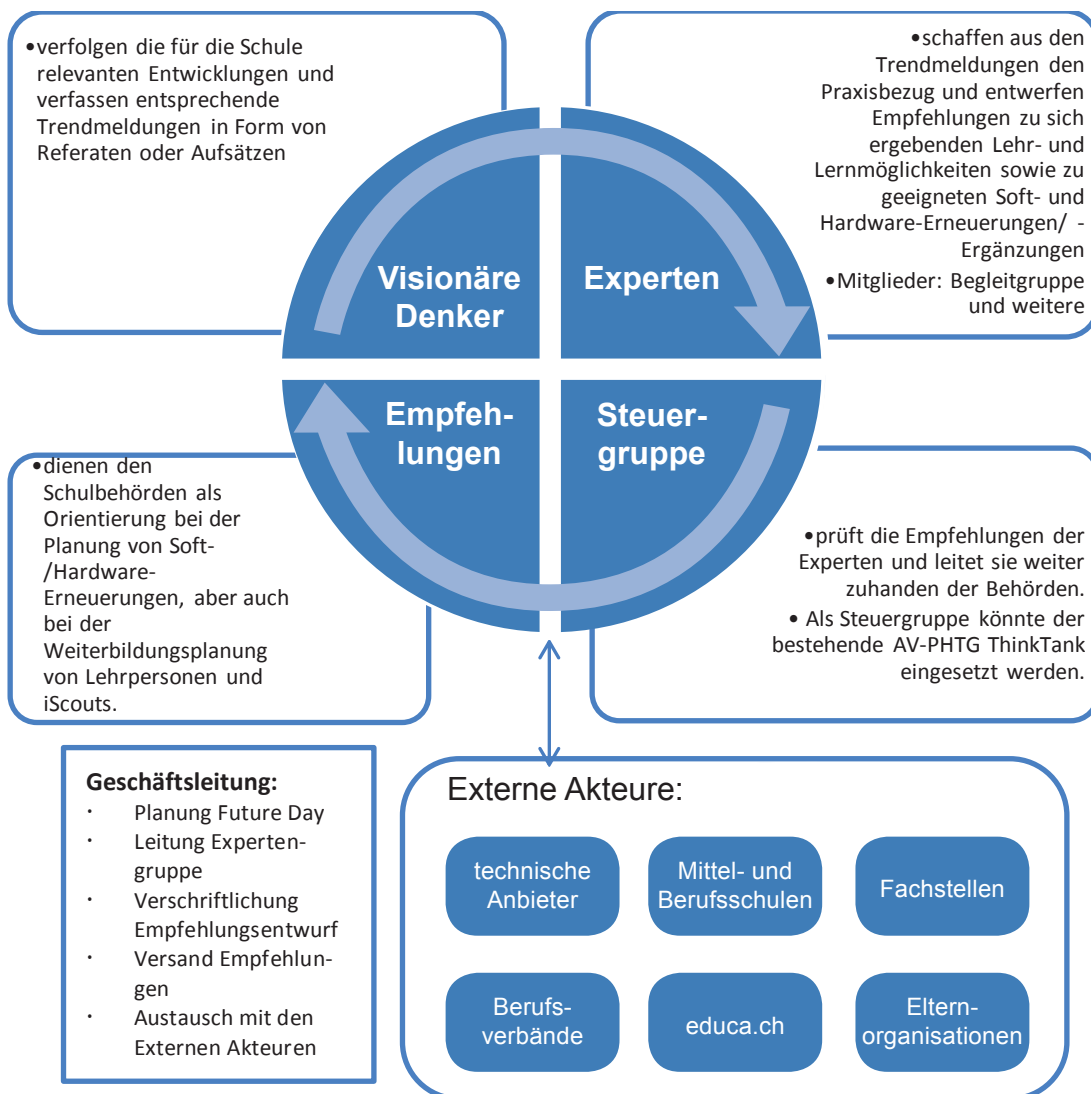 •verfolgen die für die Schule
relevanten Entwicklungen und
verfassen entsprechende
Trendmeldungen in Form von
Referaten oder Aufsätzen
•schaffen aus den
Trendmeldungen den
Praxisbezug und entwerfen
Empfehlungen zu sich
ergebenden Lehr- und
Lernmöglichkeiten sowie zu
geeigneten Soft- und
Hardware-Erneuerungen/ -
Ergänzungen
•Mitglieder: Begleitgruppe
und weitere
Visionäre
Denker
Experten
Empfeh-
lungen
Steuer-
gruppe
•dienen den
Schulbehörden als
Orientierung bei der
Planung von Soft-
/Hardware-
Erneuerungen, aber auch
bei der
Weiterbildungsplanung
von Lehrpersonen und
iScouts.
•prüft die Empfehlungen der
Experten und leitet sie weiter
zuhanden der Behörden.
• Als Steuergruppe könnte der
bestehende AV-PHTG ThinkTank
eingesetzt werden.
Geschäftsleitung:
· Planung Future Day
· Leitung Experten-
gruppe
· Verschriftlichung
Empfehlungsentwurf
· Versand Empfehlun-
gen
· Austausch mit den
Externen Akteuren
Externe Akteure:
technische
Anbieter
Mittel- und
Berufsschulen
Fachstellen
Berufs-
verbände
educa.ch
Eltern-
organisationen